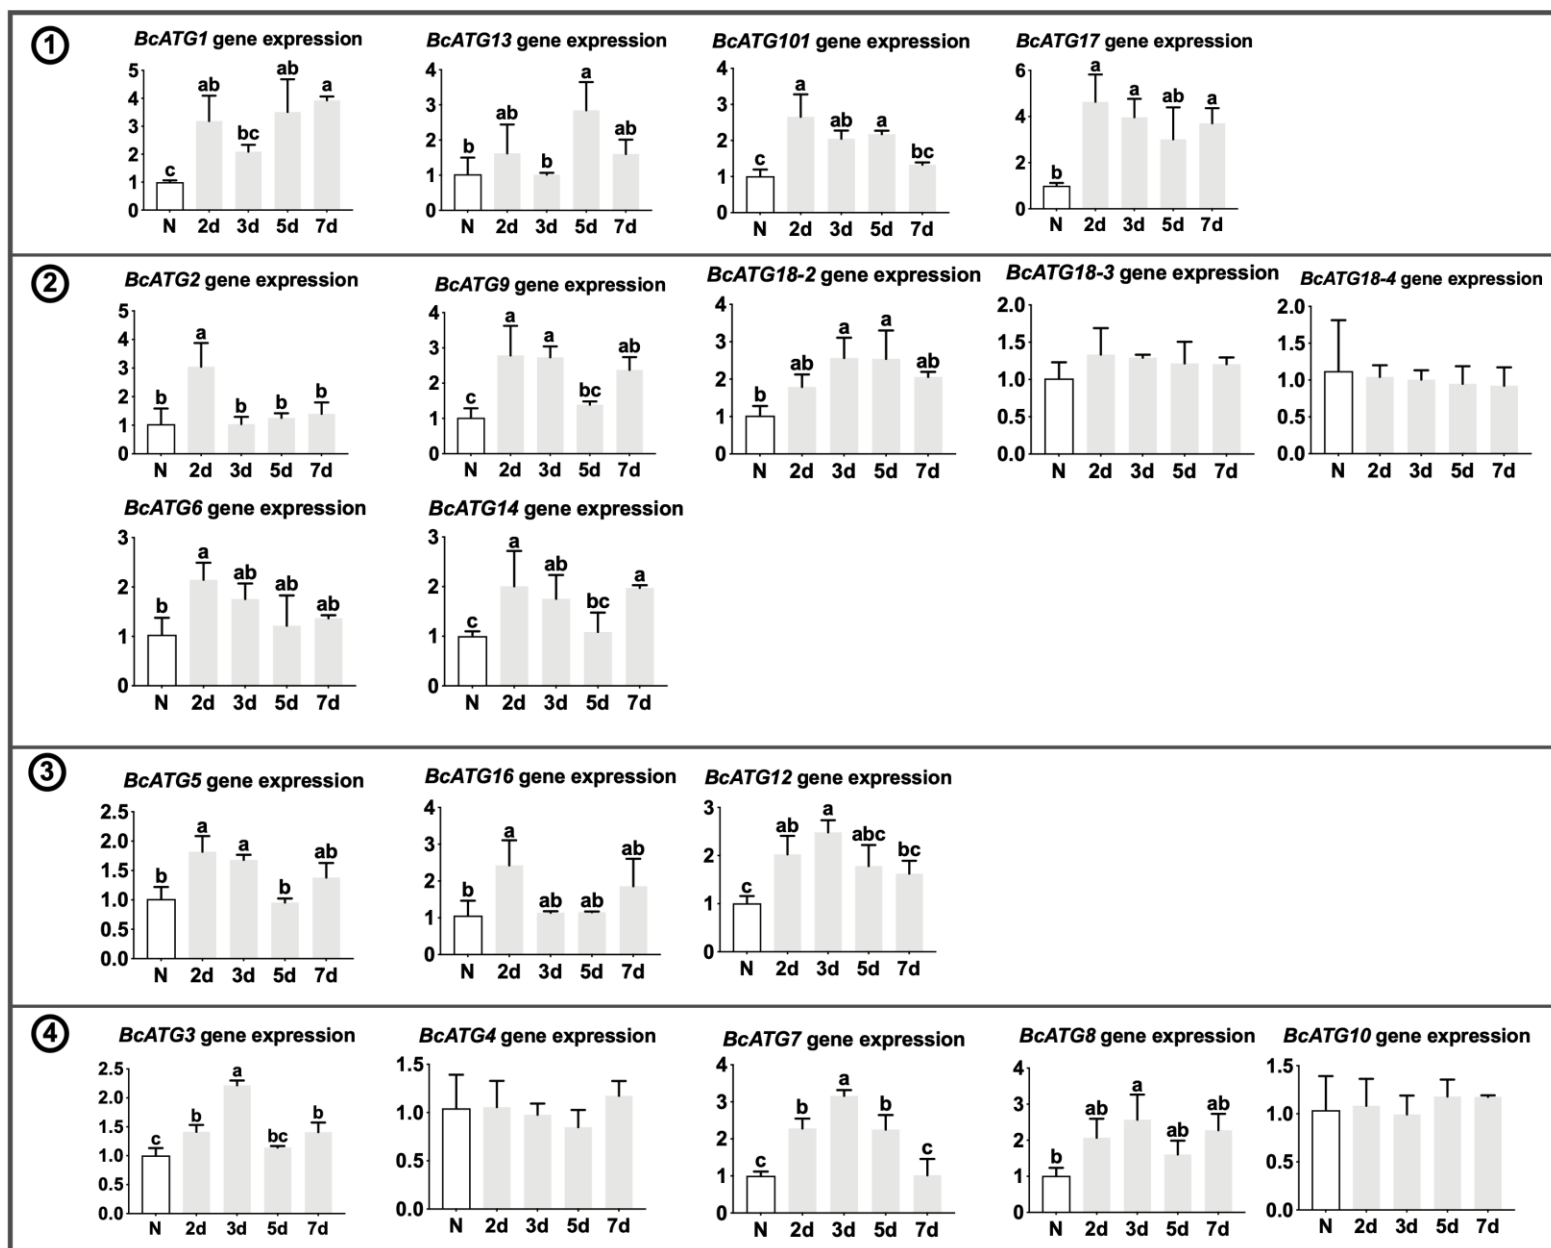 ①
BcATG1 gene expression
5
4
3
2
1
0
c
ab
bc
ab
a
N 2d 3d 5d 7d
BcATG13 gene expression
4
3
2
1
0
b
ab
b
a
ab
N 2d 3d 5d 7d
BcATG101 gene expression
4
3
2
1
0
c
a
ab
a
bc
N 2d 3d 5d 7d
BcATG17 gene expression
6
4
2
0
b
a
a
ab
a
N 2d 3d 5d 7d
②
BcATG2 gene expression
5
4
3
2
1
0
b
a
b
b
b
N 2d 3d 5d 7d
BcATG9 gene expression
4
3
2
1
0
c
a
a
bc
ab
N 2d 3d 5d 7d
BcATG18-2 gene expression
4
3
2
1
0
b
ab
a
a
ab
N 2d 3d 5d 7d
BcATG18-3 gene expression
2.0
1.5
1.0
0.5
0.0
N 2d 3d 5d 7d
BcATG18-4 gene expression
2.0
1.5
1.0
0.5
0.0
N 2d 3d 5d 7d
BcATG6 gene expression
3
2
1
0
b
a
ab
ab
ab
N 2d 3d 5d 7d
BcATG14 gene expression
3
2
1
0
c
a
ab
bc
a
N 2d 3d 5d 7d
③
BcATG5 gene expression
2.5
2.0
1.5
1.0
0.5
0.0
b
a
a
b
ab
N 2d 3d 5d 7d
BcATG16 gene expression
4
3
2
1
0
b
a
ab
ab
ab
N 2d 3d 5d 7d
BcATG12 gene expression
3
2
1
0
c
ab
a
abc
bc
N 2d 3d 5d 7d
④
BcATG3 gene expression
2.5
2.0
1.5
1.0
0.5
0.0
c
b
a
bc
b
N 2d 3d 5d 7d
BcATG4 gene expression
1.5
1.0
0.5
0.0
N 2d 3d 5d 7d
BcATG7 gene expression
4
3
2
1
0
c
b
a
b
c
N 2d 3d 5d 7d
BcATG8 gene expression
4
3
2
1
0
b
ab
a
ab
ab
N 2d 3d 5d 7d
BcATG10 gene expression
1.5
1.0
0.5
0.0
N 2d 3d 5d 7d